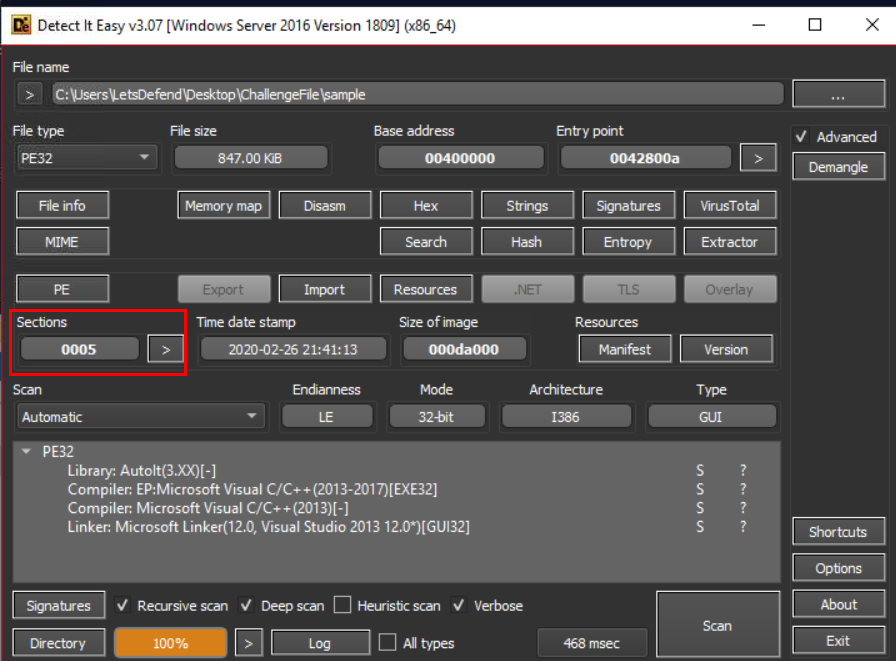 Detect It Easy v3.07 [Windows Server 2016 Version 1809] (x86_64)
File name
> C:\Users\LetsDefend\Desktop\ChallengeFile\sample ...
File type File size Base address Entry point Advanced
PE32 847.00 KiB 00400000 0042800a > Demangle
File info Memory map Disasm Hex Strings Signatures VirusTotal
MIME Search Hash Entropy Extractor
PE Export Import Resources .NET TLS Overlay
Sections Time date stamp Size of image Resources
0005 > 2020-02-26 21:41:13 000da000 Manifest Version
Scan Endianness Mode Architecture Type
Automatic LE 32-bit I386 GUI
PE32
Library: AutoIt(3.XX)[-] S ?
Compiler: EP:Microsoft Visual C/C++(2013-2017)[EXE32] S ?
Compiler: Microsoft Visual C/C++(2013)[-] S ?
Linker: Microsoft Linker(12.0, Visual Studio 2013 12.0*)[GUI32] S ?
Shortcuts
Options
Signatures Recursive scan Deep scan Heuristic scan Verbose Scan About
Directory 100% > Log All types 468 msec Exit